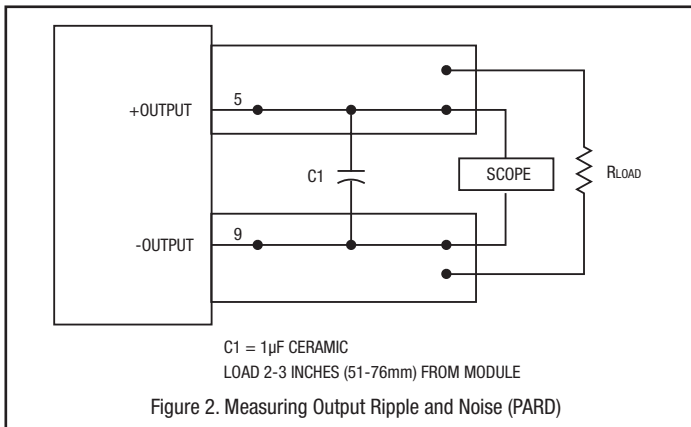 +OUTPUT
5
C1
SCOPE
RLOAD
-OUTPUT
9
C1 = 1µF CERAMIC
LOAD 2-3 INCHES (51-76mm) FROM MODULE
Figure 2. Measuring Output Ripple and Noise (PARD)